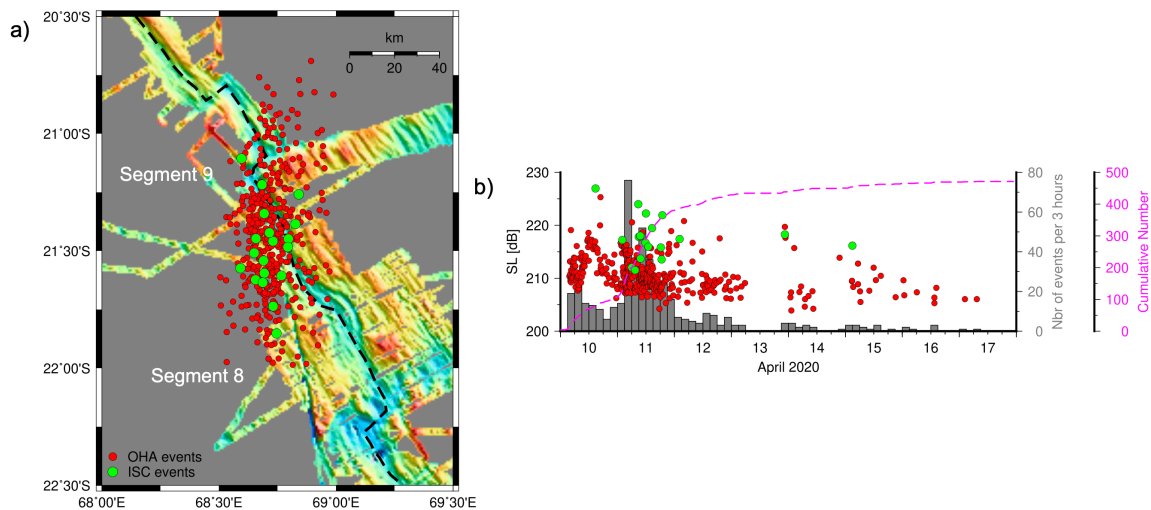 a)
20˚30'S
21˚00'S
21˚30'S
22˚00'S
22˚30'S
km
0 20 40
Segment 9
Segment 8
OHA events
ISC events
68˚00'E 68˚30'E 69˚00'E 69˚30'E
b)
230
220
210
200
SL [dB]
80
60
40
20
0
Nbr of events per 3 hours
500
400
300
200
100
0
Cumulative Number
10 11 12 13 14 15 16 17
April 2020